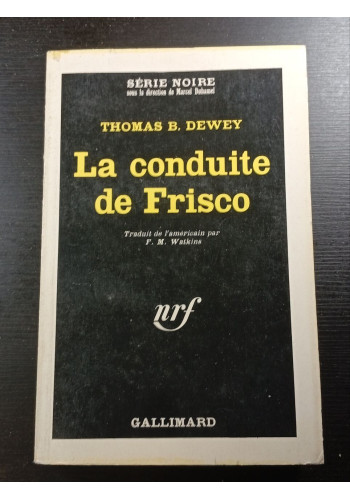 SÉRIE NOIRE
sous la direction de Marcel Duhamel
THOMAS B. DEWEY
La conduite
de Frisco
Traduit de l'américain par
F. M. Watkins
nrf
GALLIMARD